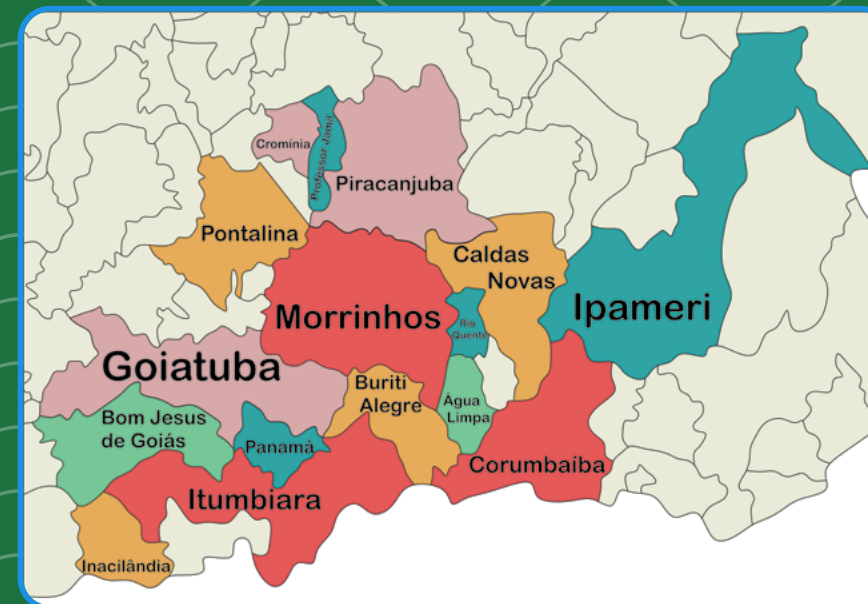 Cromínia
Professor Jamil
Piracanjuba
Pontalina
Caldas
Novas
Morrinhos
Rio
Quente
Ipameri
Goiatuba
Buriti
Alegre
Água
Limpa
Bom Jesus
de Goiás
Panamá
Corumbaíba
Itumbiara
Inacilândia